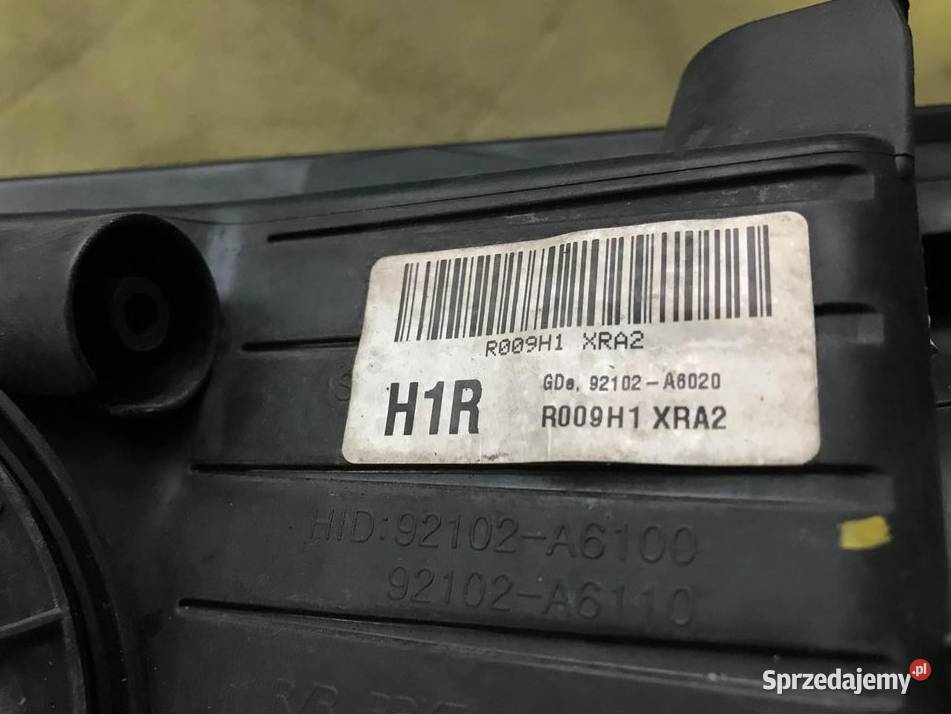 R009H1 XRA2
H1R
GDe, 92102-A6020
R009H1 XRA2
HID:92102-A6100
92102-A6110
Sprzedajemy.pl